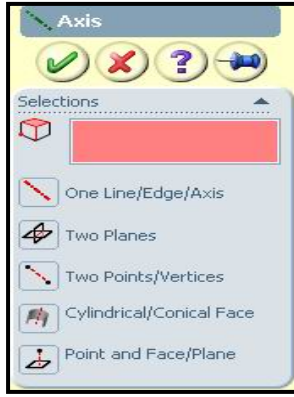 Axis
?
Selections
One Line/Edge/Axis
Two Planes
Two Points/Vertices
Cylindrical/Conical Face
Point and Face/Plane